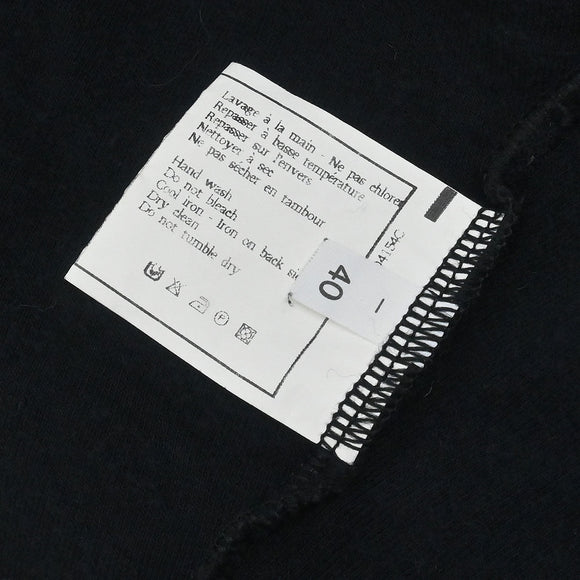 Lavage à la main - Ne pas chlorer
Repasser à basse température
Repasser sur l'envers
Nettoyer à sec
Ne pas sécher en tambour
Hand wash
Do not bleach
Cool iron - Iron on back
Dry clean
Do not tumble dry
P
40
04154C